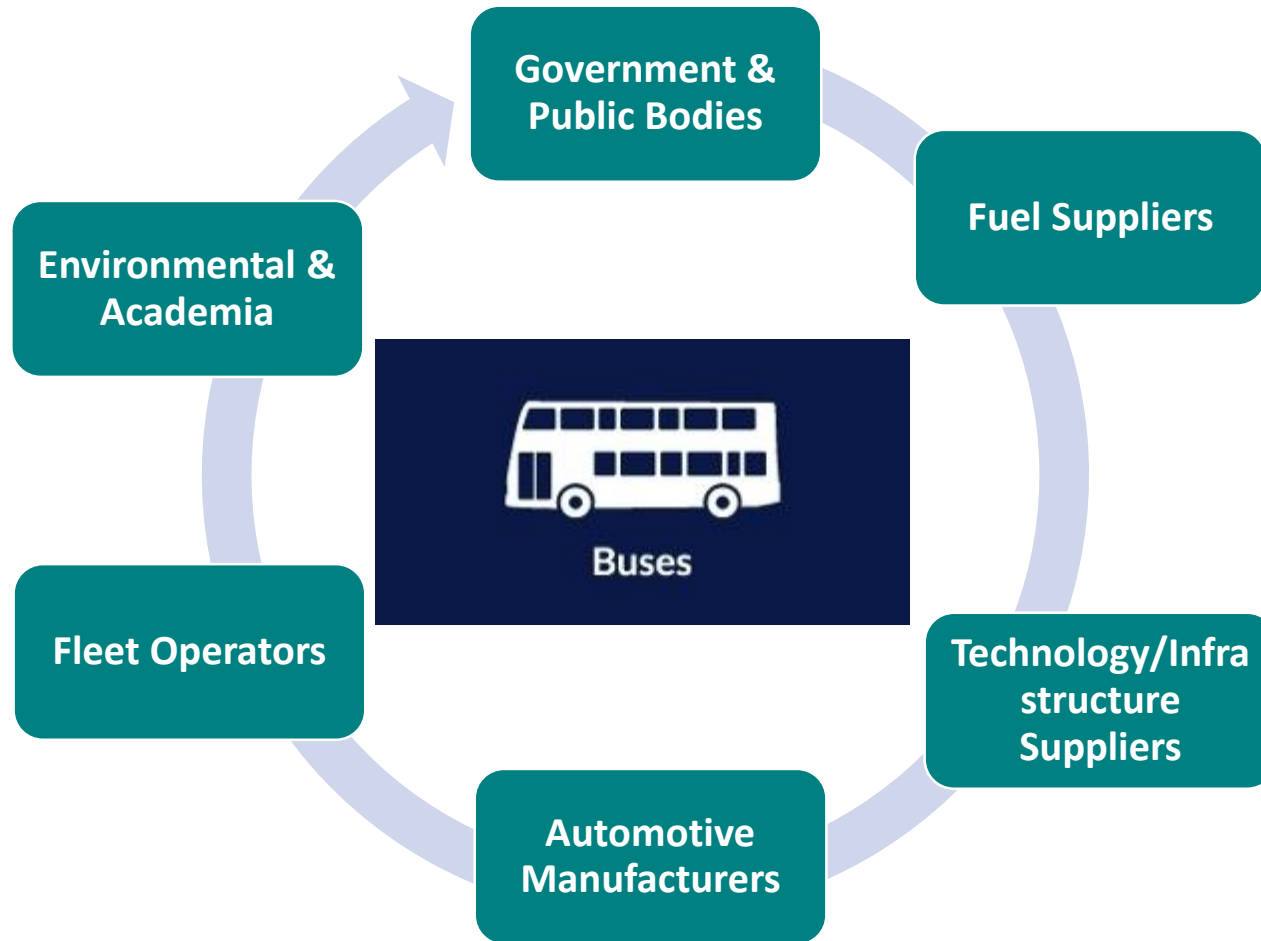 Government &
Public Bodies
Fuel Suppliers
Environmental &
Academia
Buses
Fleet Operators
Technology/Infra
structure
Suppliers
Automotive
Manufacturers